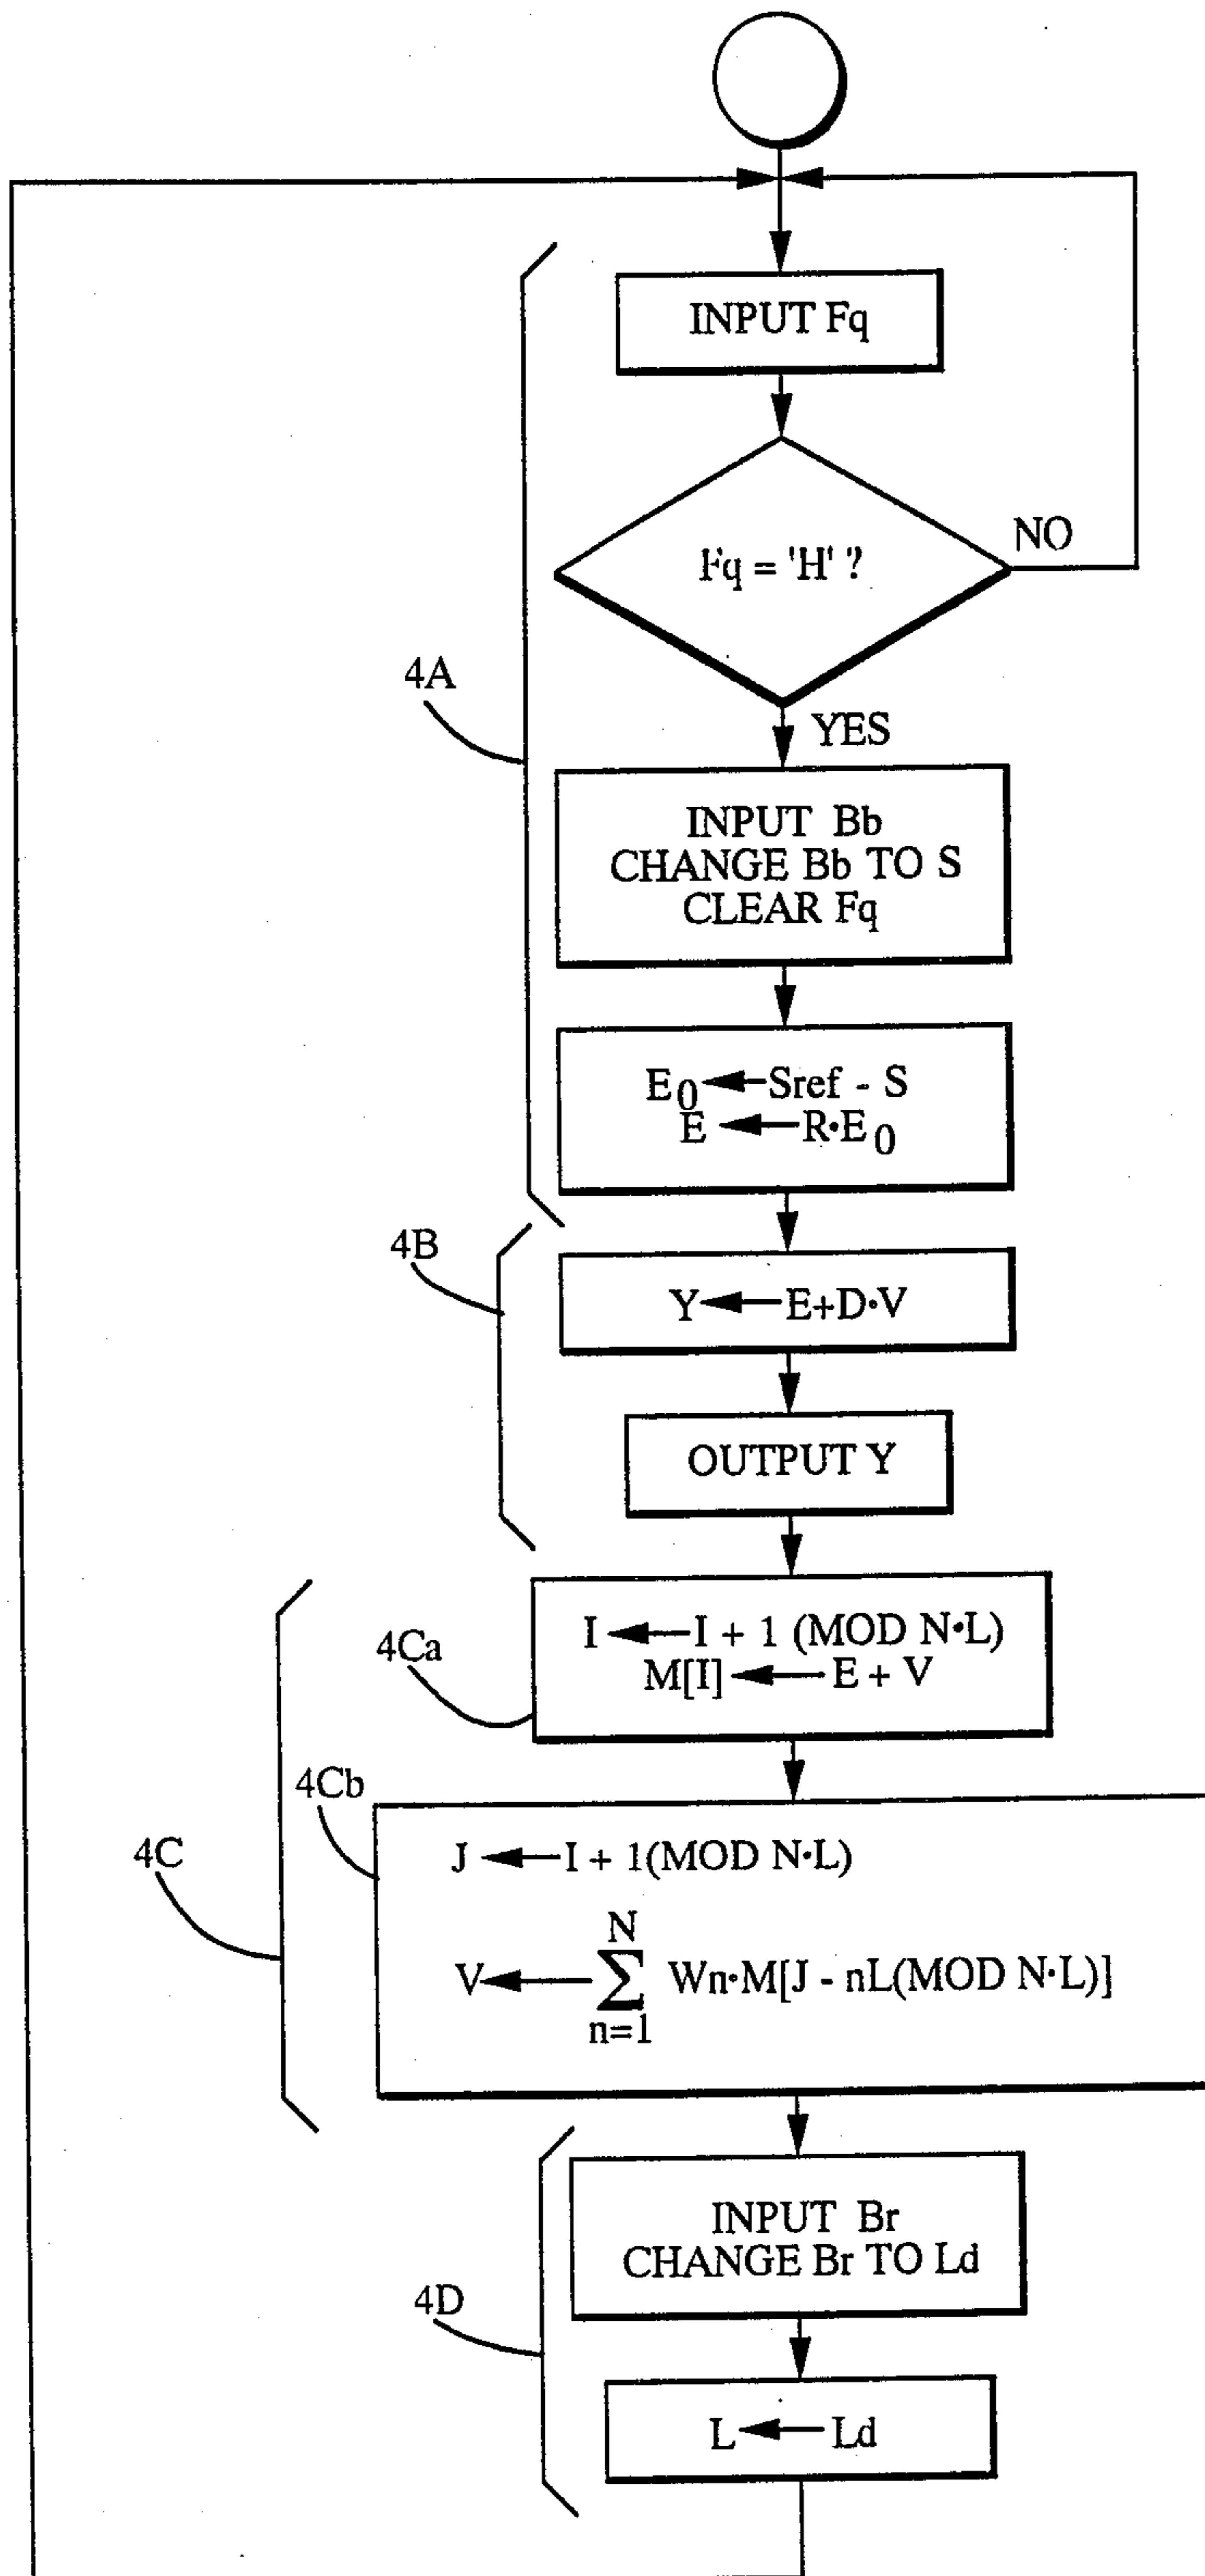 INPUT Fq
Fq = 'H' ?
NO
4A
YES
INPUT Bb
CHANGE Bb TO S
CLEAR Fq
E0 ← Sref - S
E ← R·E0
4B
Y ← E+D·V
OUTPUT Y
I ← I + 1 (MOD N·L)
M[I] ← E + V
4Ca
4Cb
4C
J ← I + 1(MOD N·L)
N
V ← ∑ Wn·M[J - nL(MOD N·L)]
n=1
INPUT Br
CHANGE Br TO Ld
4D
L ← Ld